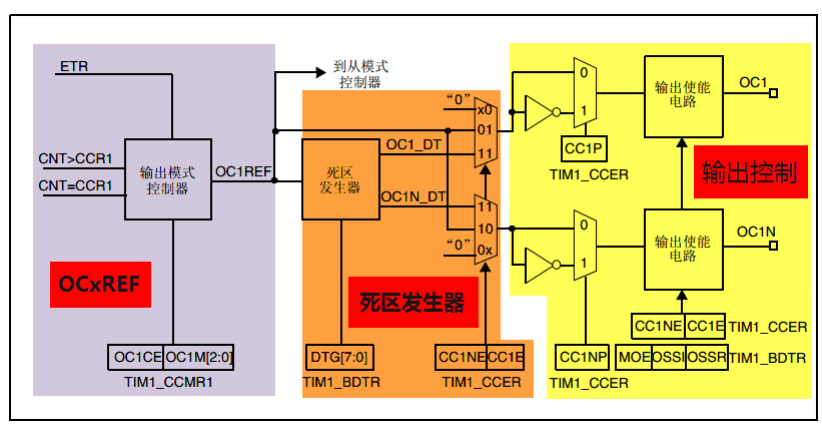 ETR
CNT>CCR1
CNT=CCR1
输出模式
控制器
OC1REF
OCxREF
OC1CE OC1M[2:0]
TIM1_CCMR1
到从模式
控制器
死区
发生器
OC1_DT
OC1N_DT
"0"
x0
01
11
11
10
"0"
0x
死区发生器
DTG[7:0]
TIM1_BDTR
CC1NE CC1E
TIM1_CCER
0
1
CC1P
TIM1_CCER
输出使能
电路
OC1
输出控制
0
1
输出使能
电路
OC1N
CC1NP
TIM1_CCER
CC1NE CC1E TIM1_CCER
MOE OSSI OSSR TIM1_BDTR